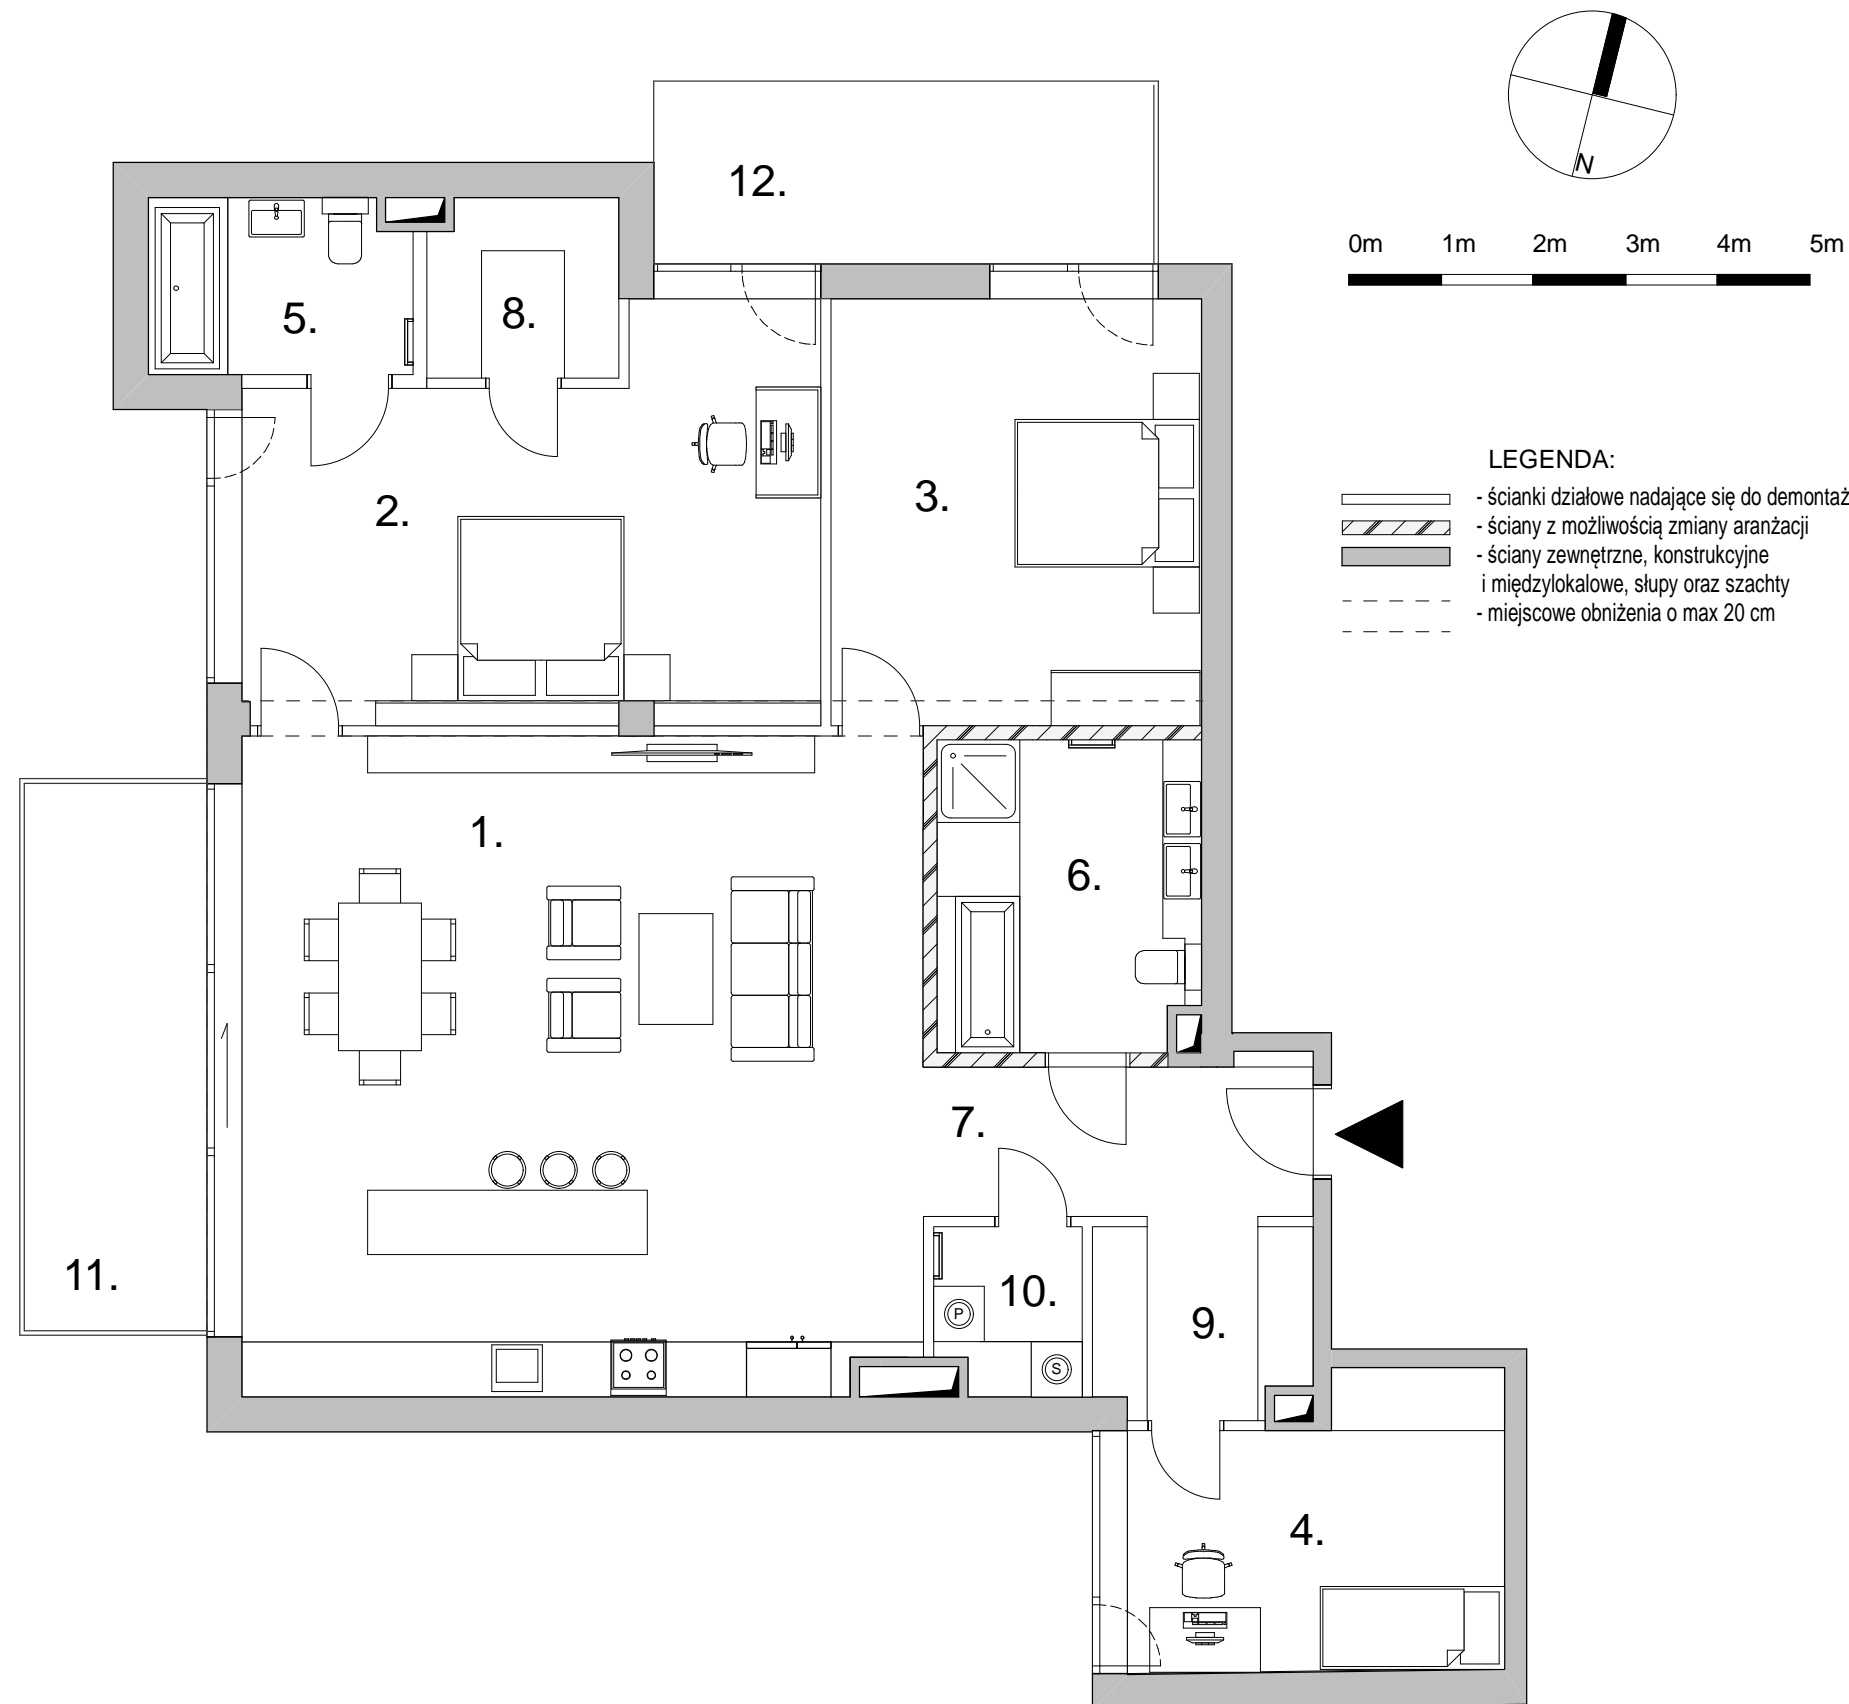 N
0m 1m 2m 3m 4m 5m
LEGENDA:
- ścianki działowe nadające się do demontaż
- ściany z możliwością zmiany aranżacji
- ściany zewnętrzne, konstrukcyjne
i międzylokalowe, słupy oraz szachty
- miejscowe obniżenia o max 20 cm
12.
5.
8.
2.
3.
1.
6.
7.
11.
10.
P
9.
S
4.